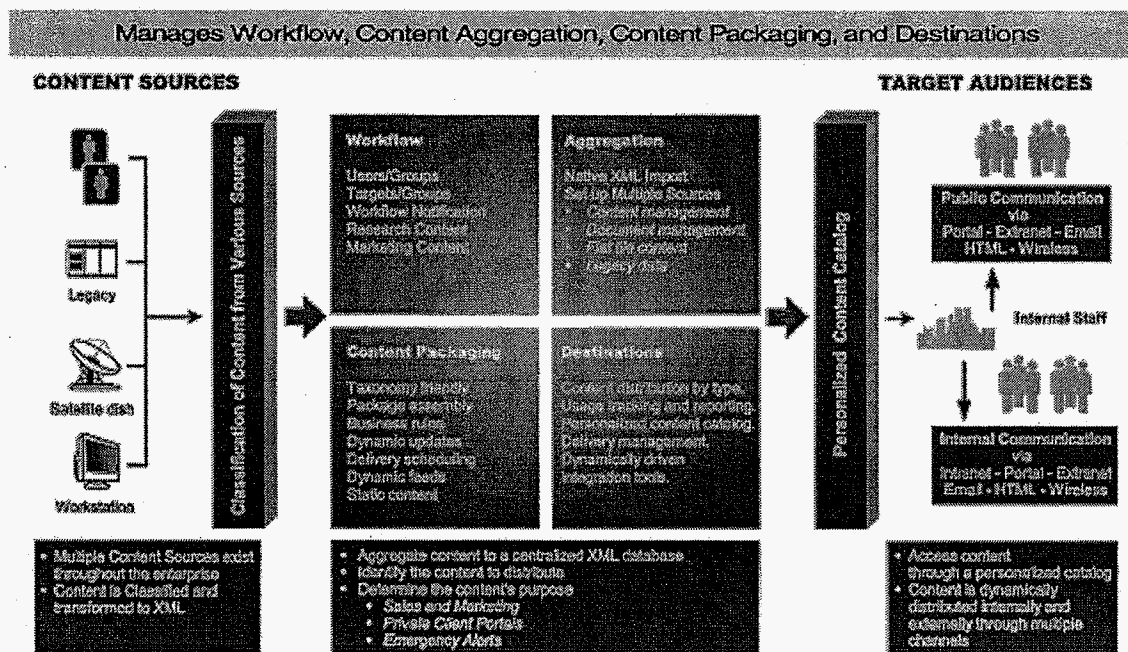 Manages Workflow, Content Aggregation, Content Packaging, and Destinations
CONTENT SOURCES
Legacy
Satellite dish
Workstation
Classification of Content from Various Sources
Workflow
Users/Groups
Targets/Groups
Workflow Notification
Research Content
Marketing Content
Aggregation
Native XML Import
Set up Multiple Sources
• Content management
• Document management
• Flat file content
• Legacy data
Content Packaging
Taxonomy friendly
Package assembly
Business rules
Dynamic updates
Delivery scheduling
Dynamic feeds
Static content
Destinations
Content distribution by type.
Usage tracking and reporting.
Personalized content catalog.
Delivery management.
Dynamically driven
integration tools.
Personalized Content Catalog
TARGET AUDIENCES
Public Communication
via
Portal - Extranet - Email
HTML - Wireless
Internal Staff
Internal Communication
via
Intranet - Portal - Extranet
Email - HTML - Wireless
• Multiple Content Sources exist
throughout the enterprise
• Content is Classified and
transformed to XML
• Aggregate content to a centralized XML database
• Identify the content to distribute
• Determine the content's purpose
• Sales and Marketing
• Private Client Portals
• Emergency Alerts
• Access content
through a personalized catalog
• Content is dynamically
distributed internally and
externally through multiple
channels